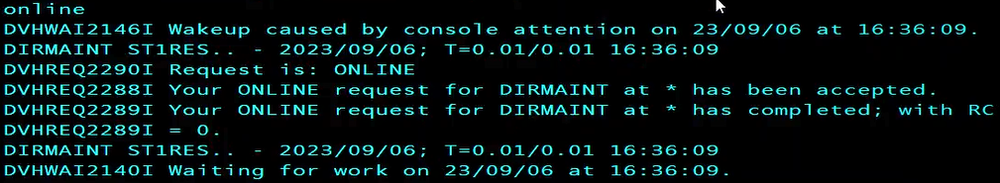 online
DVHWAI2146I Wakeup caused by console attention on 23/09/06 at 16:36:09.
DIRMAINT ST1RES.. - 2023/09/06; T=0.01/0.01 16:36:09
DVHREQ2290I Request is: ONLINE
DVHREQ2288I Your ONLINE request for DIRMAINT at * has been accepted.
DVHREQ2289I Your ONLINE request for DIRMAINT at * has completed; with RC
DVHREQ2289I = 0.
DIRMAINT ST1RES.. - 2023/09/06; T=0.01/0.01 16:36:09
DVHWAI2140I Waiting for work on 23/09/06 at 16:36:09.